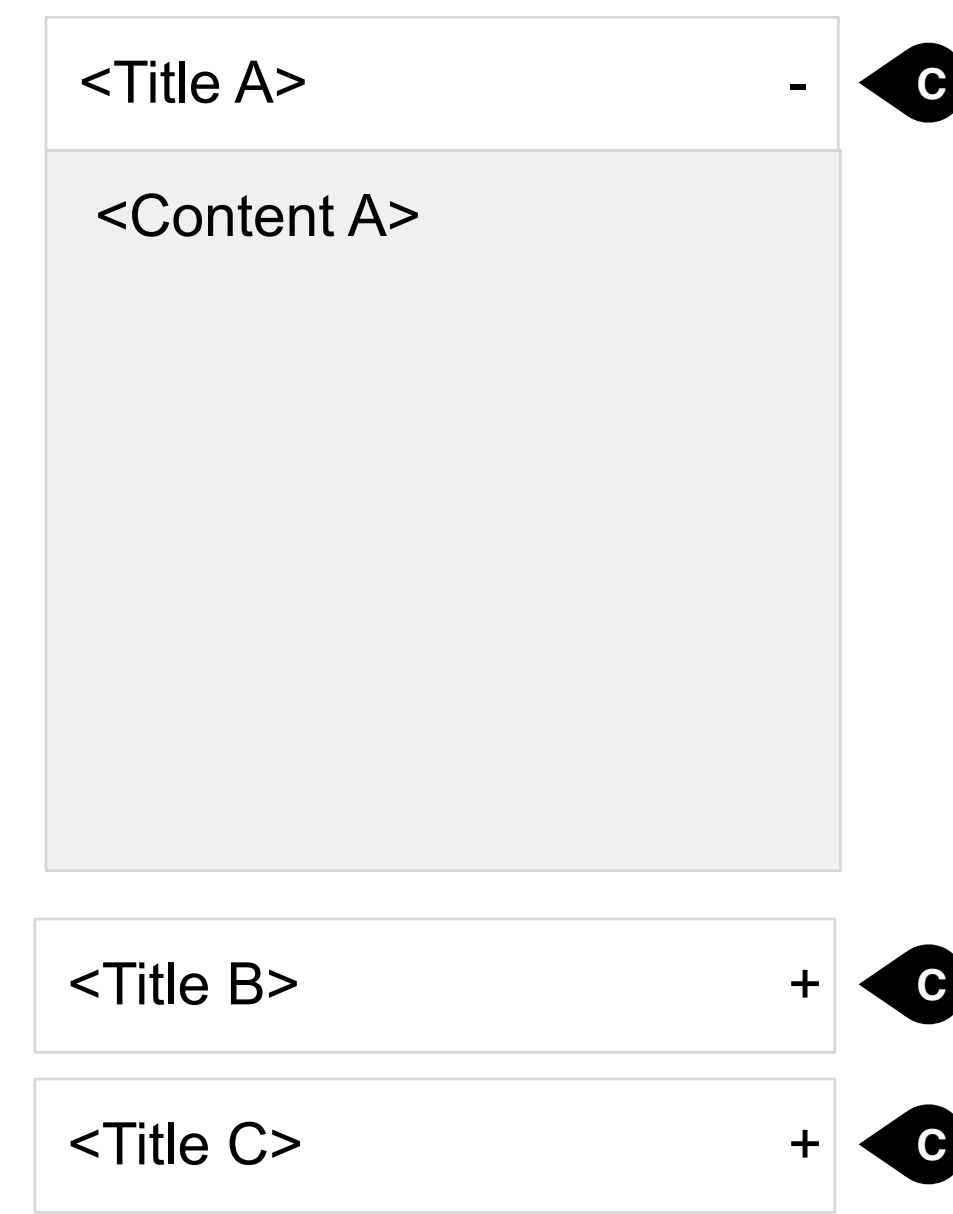 <Title A> - C
<Content A>
<Title B> + C
<Title C> + C